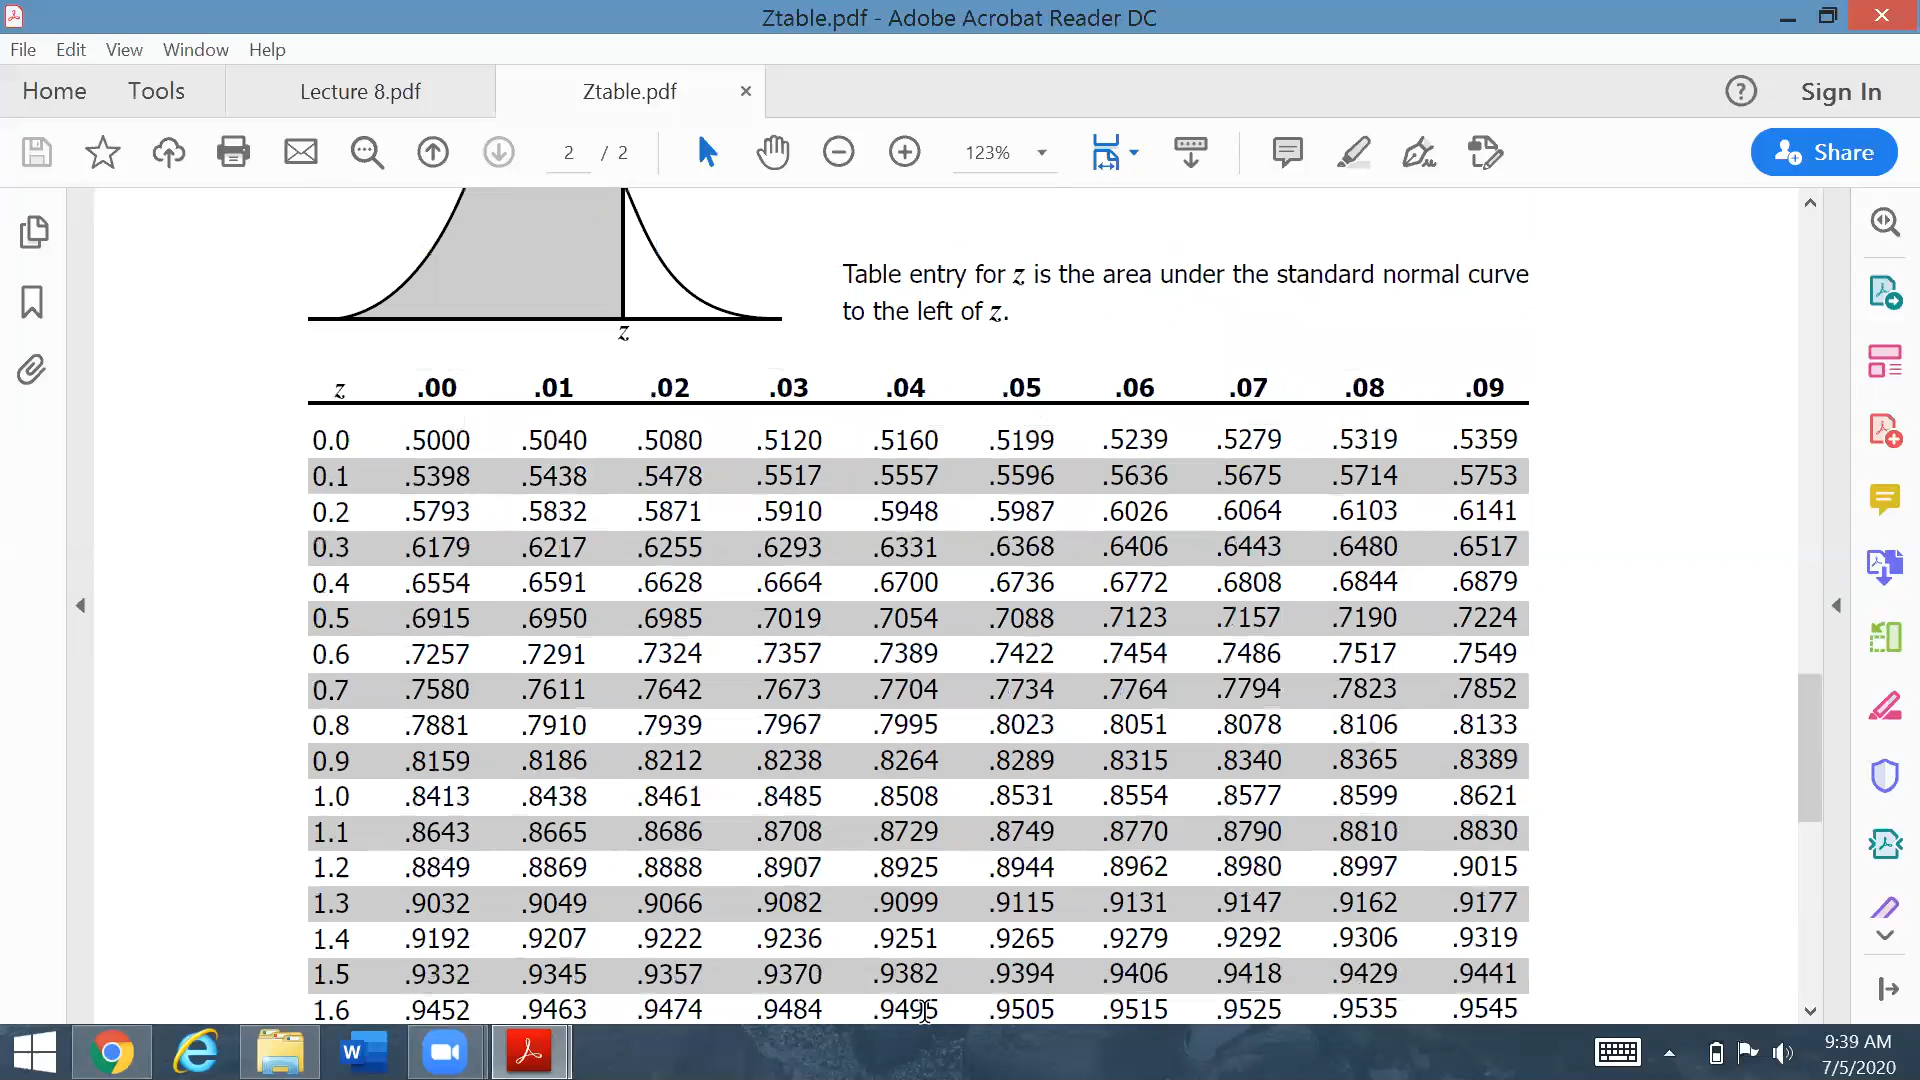 Ztable.pdf - Adobe Acrobat Reader DC
File Edit View Window Help
Home Tools Lecture 8.pdf Ztable.pdf Sign In
2 / 2 123% Share
Table entry for z is the area under the standard normal curve
to the left of z.
z
z .00 .01 .02 .03 .04 .05 .06 .07 .08 .09
0.0 .5000 .5040 .5080 .5120 .5160 .5199 .5239 .5279 .5319 .5359
0.1 .5398 .5438 .5478 .5517 .5557 .5596 .5636 .5675 .5714 .5753
0.2 .5793 .5832 .5871 .5910 .5948 .5987 .6026 .6064 .6103 .6141
0.3 .6179 .6217 .6255 .6293 .6331 .6368 .6406 .6443 .6480 .6517
0.4 .6554 .6591 .6628 .6664 .6700 .6736 .6772 .6808 .6844 .6879
0.5 .6915 .6950 .6985 .7019 .7054 .7088 .7123 .7157 .7190 .7224
0.6 .7257 .7291 .7324 .7357 .7389 .7422 .7454 .7486 .7517 .7549
0.7 .7580 .7611 .7642 .7673 .7704 .7734 .7764 .7794 .7823 .7852
0.8 .7881 .7910 .7939 .7967 .7995 .8023 .8051 .8078 .8106 .8133
0.9 .8159 .8186 .8212 .8238 .8264 .8289 .8315 .8340 .8365 .8389
1.0 .8413 .8438 .8461 .8485 .8508 .8531 .8554 .8577 .8599 .8621
1.1 .8643 .8665 .8686 .8708 .8729 .8749 .8770 .8790 .8810 .8830
1.2 .8849 .8869 .8888 .8907 .8925 .8944 .8962 .8980 .8997 .9015
1.3 .9032 .9049 .9066 .9082 .9099 .9115 .9131 .9147 .9162 .9177
1.4 .9192 .9207 .9222 .9236 .9251 .9265 .9279 .9292 .9306 .9319
1.5 .9332 .9345 .9357 .9370 .9382 .9394 .9406 .9418 .9429 .9441
1.6 .9452 .9463 .9474 .9484 .9495 .9505 .9515 .9525 .9535 .9545
9:39 AM
7/5/2020